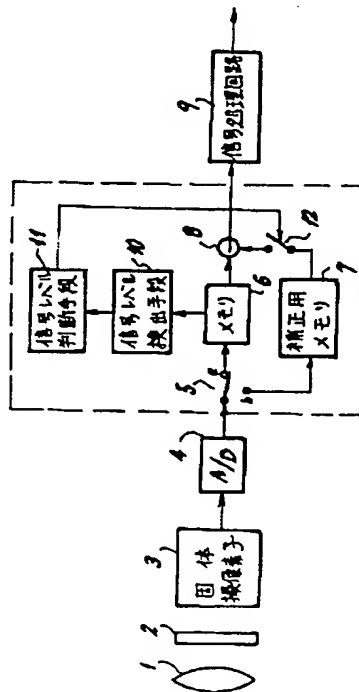 1
2
3
固体
撮像素子
4
A/D
5
a
b
6
メモリ
7
補正用
メモリ
8
9
信号処理回路
10
信号レベル
検出手段
11
信号レベル
判断手段
12